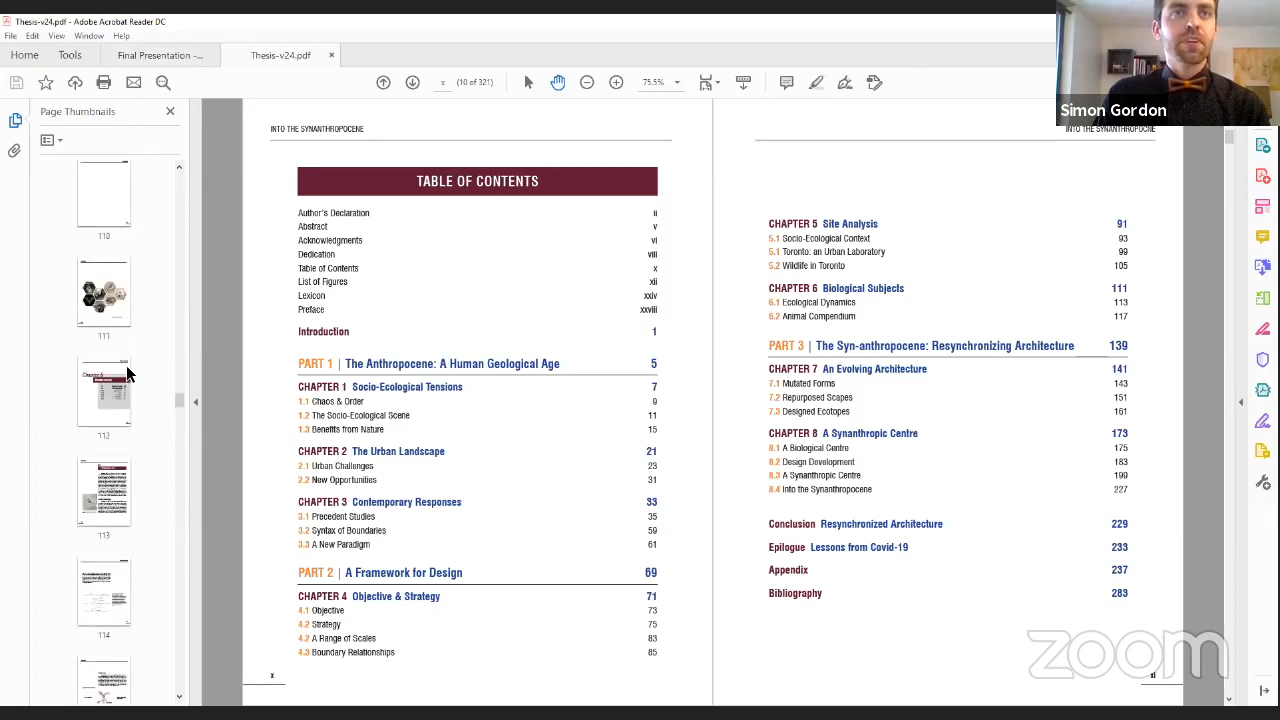 Thesis-v24.pdf - Adobe Acrobat Reader DC
File Edit View Window Help
Home Tools Final Presentation -... Thesis-v24.pdf ×
x (10 of 321) 75.5%
Page Thumbnails
110
111
112
113
114
Simon Gordon
INTO THE SYNANTHROPOCENE
TABLE OF CONTENTS
Author's Declaration ii
Abstract v
Acknowledgments vi
Dedication viii
Table of Contents x
List of Figures xii
Lexicon xxiv
Preface xxviii
Introduction 1
PART 1 | The Anthropocene: A Human Geological Age 5
CHAPTER 1 Socio-Ecological Tensions 7
1.1 Chaos & Order 9
1.2 The Socio-Ecological Scene 11
1.3 Benefits from Nature 15
CHAPTER 2 The Urban Landscape 21
2.1 Urban Challenges 23
2.2 New Opportunities 31
CHAPTER 3 Contemporary Responses 33
3.1 Precedent Studies 35
3.2 Syntax of Boundaries 59
3.3 A New Paradigm 61
PART 2 | A Framework for Design 69
CHAPTER 4 Objective & Strategy 71
4.1 Objective 73
4.2 Strategy 75
4.2 A Range of Scales 83
4.3 Boundary Relationships 85
x
INTO THE SYNANTHROPOCNE
CHAPTER 5 Site Analysis 91
5.1 Socio-Ecological Context 93
5.1 Toronto: an Urban Laboratory 99
5.2 Wildlife in Toronto 105
CHAPTER 6 Biological Subjects 111
6.1 Ecological Dynamics 113
6.2 Animal Compendium 117
PART 3 | The Syn-anthropocene: Resynchronizing Architecture 139
CHAPTER 7 An Evolving Architecture 141
7.1 Mutated Forms 143
7.2 Repurposed Scapes 151
7.3 Designed Ecotopes 161
CHAPTER 8 A Synanthropic Centre 173
8.1 A Biological Centre 175
8.2 Design Development 183
8.3 A Synanthropic Centre 199
8.4 Into the Synanthropocene 227
Conclusion Resynchronized Architecture 229
Epilogue Lessons from Covid-19 233
Appendix 237
Bibliography 283
xi
zoom